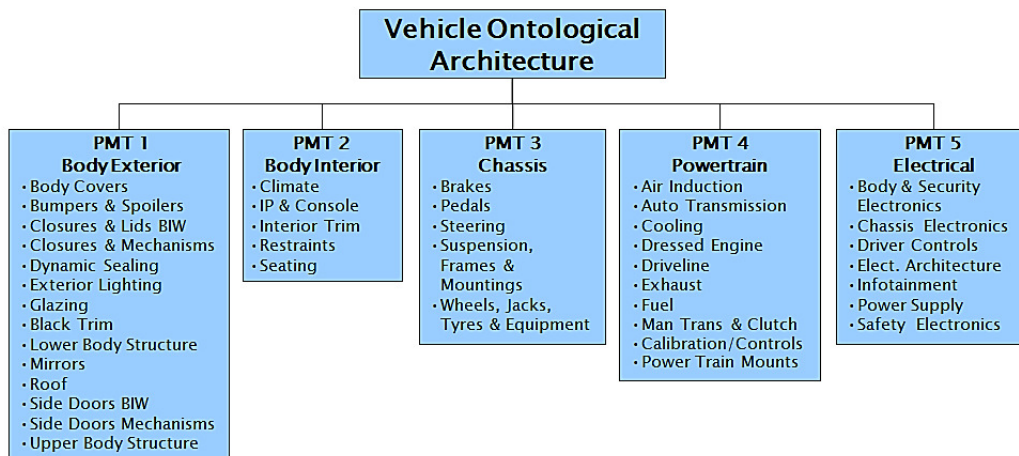 Vehicle Ontological
Architecture
PMT 1
Body Exterior
• Body Covers
• Bumpers & Spoilers
• Closures & Lids BIW
• Closures & Mechanisms
• Dynamic Sealing
• Exterior Lighting
• Glazing
• Black Trim
• Lower Body Structure
• Mirrors
• Roof
• Side Doors BIW
• Side Doors Mechanisms
• Upper Body Structure
PMT 2
Body Interior
• Climate
• IP & Console
• Interior Trim
• Restraints
• Seating
PMT 3
Chassis
• Brakes
• Pedals
• Steering
• Suspension,
Frames &
Mountings
• Wheels, Jacks,
Tyres & Equipment
PMT 4
Powertrain
• Air Induction
• Auto Transmission
• Cooling
• Dressed Engine
• Driveline
• Exhaust
• Fuel
• Man Trans & Clutch
• Calibration/Controls
• Power Train Mounts
PMT 5
Electrical
• Body & Security
Electronics
• Chassis Electronics
• Driver Controls
• Elect. Architecture
• Infotainment
• Power Supply
• Safety Electronics